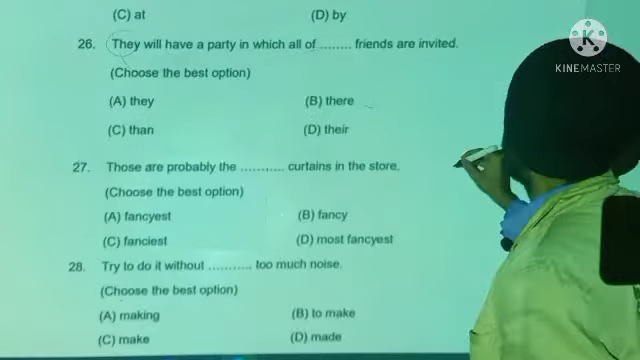 (C) at (D) by
26. They will have a party in which all of ........ friends are invited.
(Choose the best option)
(A) they (B) there
(C) than (D) their
27. Those are probably the ........... curtains in the store.
(Choose the best option)
(A) fancyest (B) fancy
(C) fanciest (D) most fancyest
28. Try to do it without ........... too much noise.
(Choose the best option)
(A) making (B) to make
(C) make (D) made
K
KINEMASTER